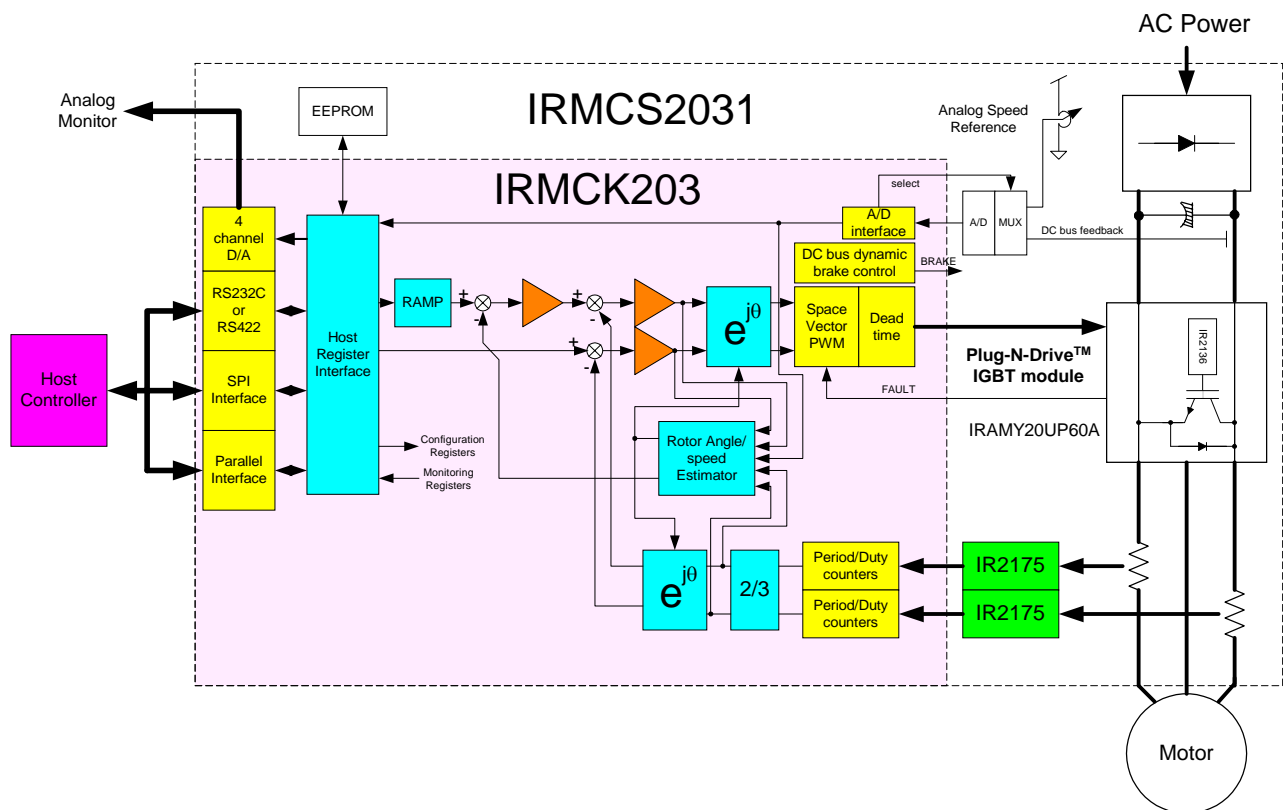 AC Power
Analog
Monitor
EEPROM
IRMCS2031
Analog Speed
Reference
IRMCK203
select
4
channel
D/A
A/D
interface
A/D
MUX
DC bus feedback
DC bus dynamic
brake control
BRAKE
RS232C
or
RS422
RAMP
+
-
+
-
+
-
e
jθ
Space
Vector
PWM
Dead
time
Host
Register
Interface
IR2136
Plug-N-Drive™
IGBT module
Host
Controller
SPI
Interface
FAULT
IRAMY20UP60A
Parallel
Interface
Configuration
Registers
Monitoring
Registers
Rotor Angle/
speed
Estimator
e
jθ
2/3
Period/Duty
counters
IR2175
Period/Duty
counters
IR2175
Motor